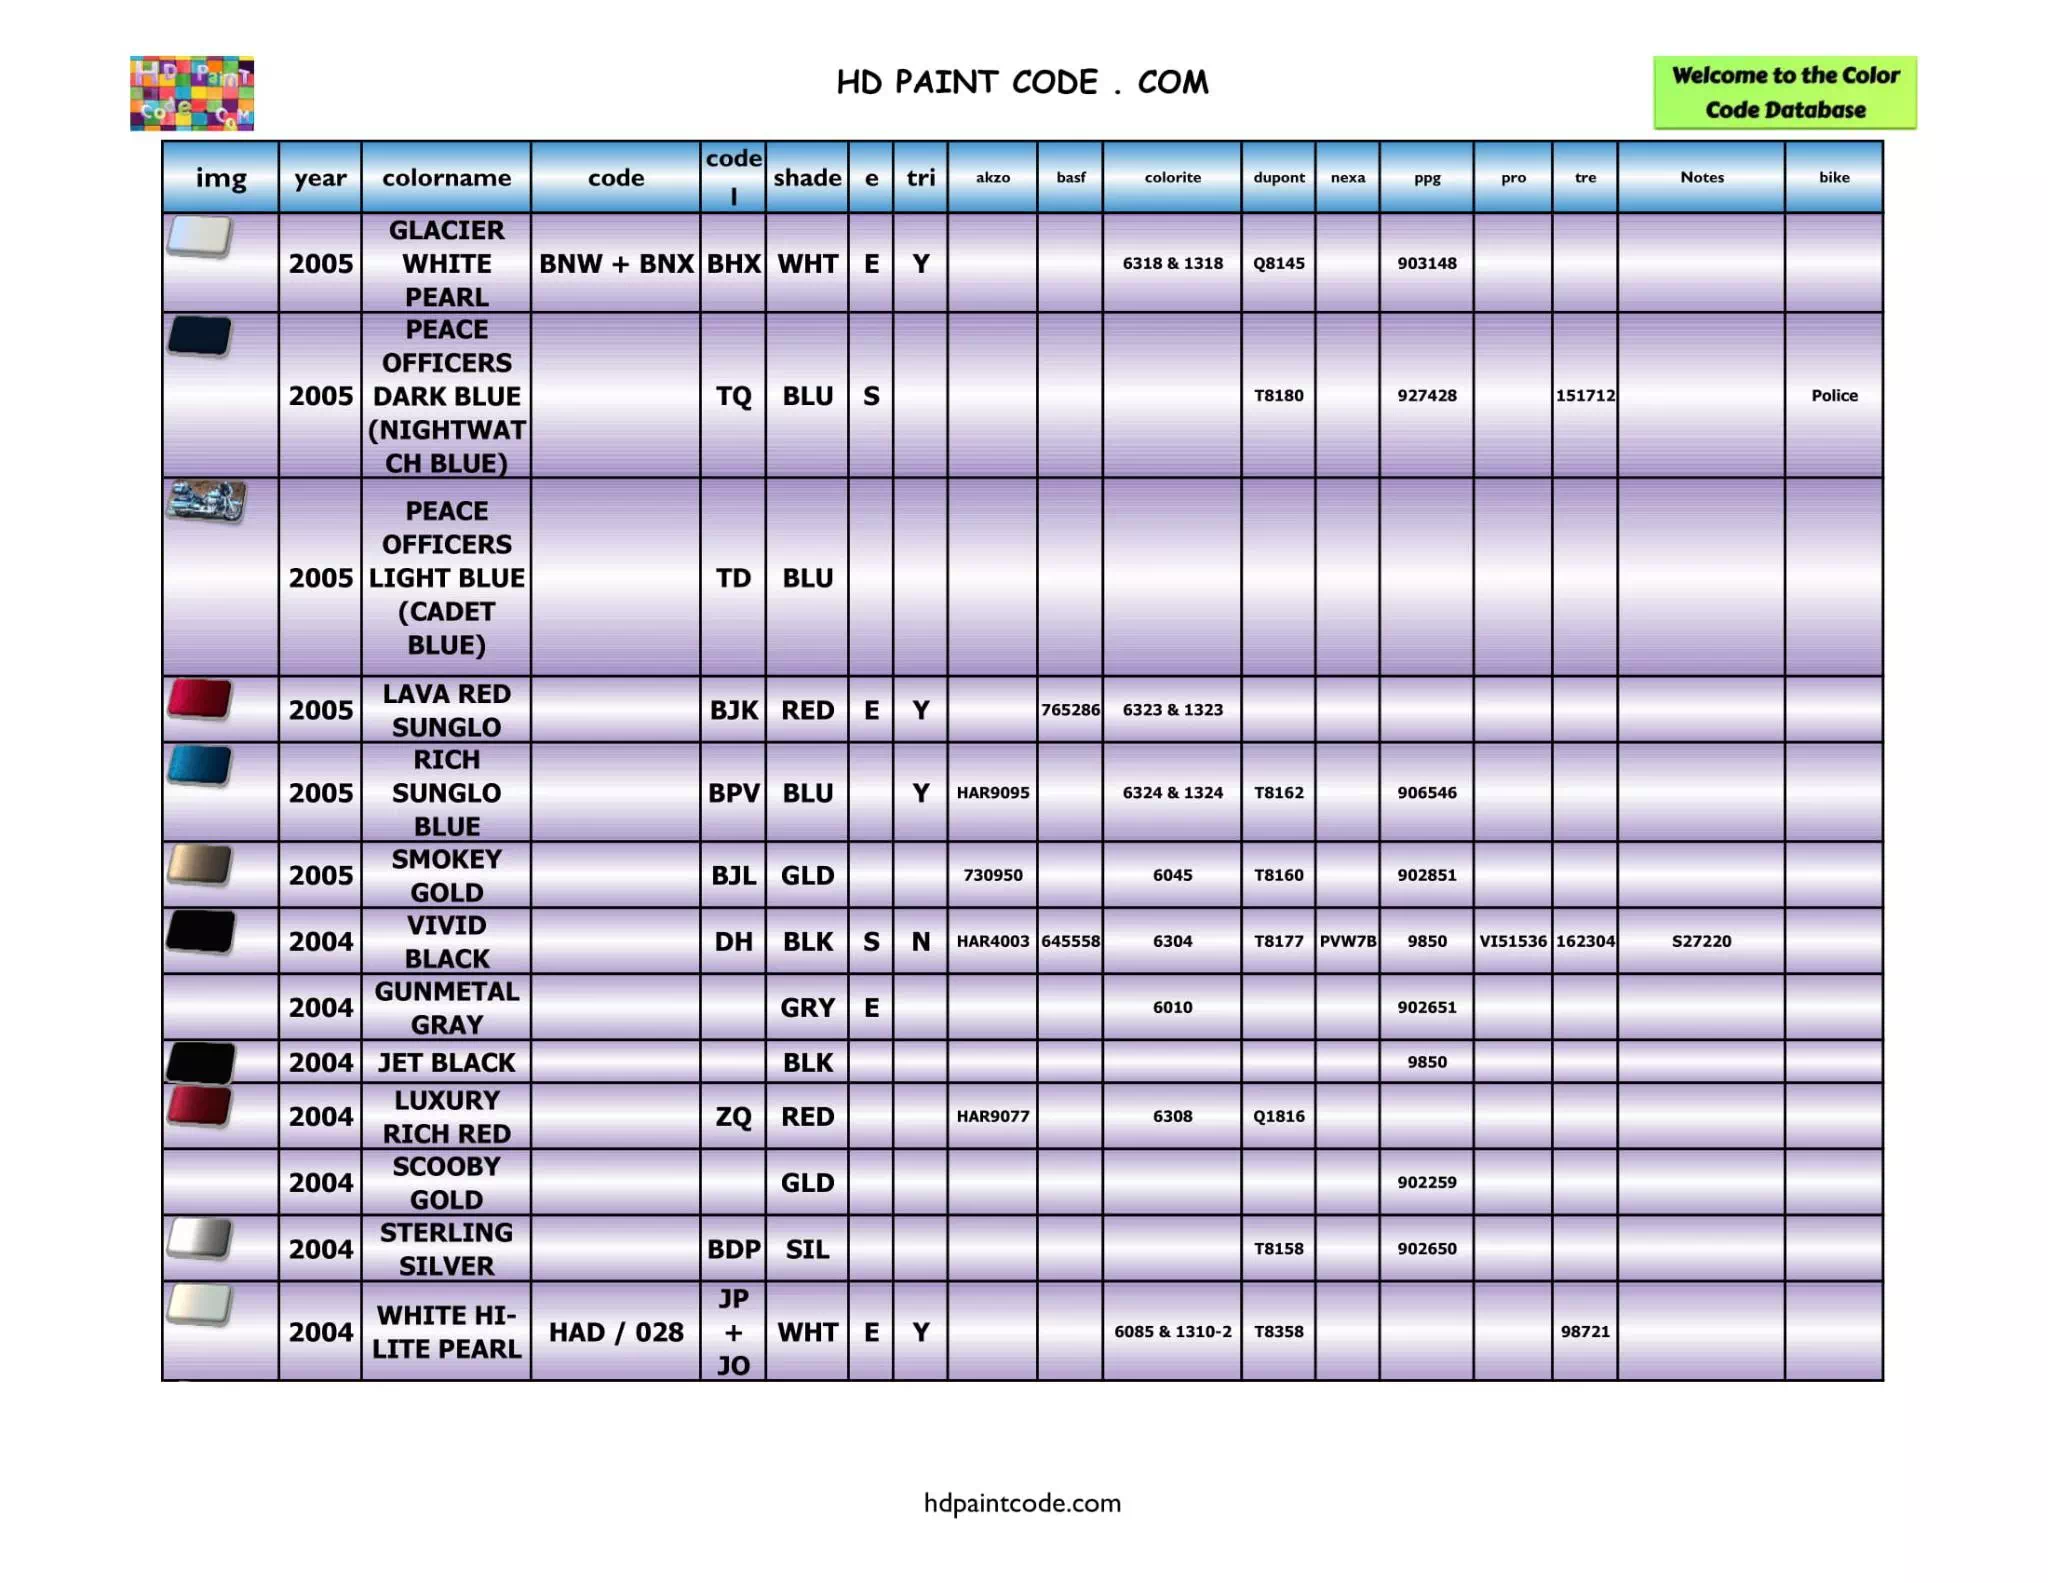 HD PainT
Code .COM
HD PAINT CODE . COM
Welcome to the Color
Code Database
img year colorname code code l shade e tri akzo basf colorite dupont nexa ppg pro tre Notes bike
2005 GLACIER WHITE PEARL BNW + BNX BHX WHT E Y 6318 & 1318 Q8145 903148
2005 PEACE OFFICERS DARK BLUE (NIGHTWATCH BLUE) TQ BLU S T8180 927428 151712 Police
2005 PEACE OFFICERS LIGHT BLUE (CADET BLUE) TD BLU
2005 LAVA RED SUNGLO BJK RED E Y 765286 6323 & 1323
2005 RICH SUNGLO BLUE BPV BLU Y HAR9095 6324 & 1324 T8162 906546
2005 SMOKEY GOLD BJL GLD 730950 6045 T8160 902851
2004 VIVID BLACK DH BLK S N HAR4003 645558 6304 T8177 PVW7B 9850 VI51536 162304 S27220
2004 GUNMETAL GRAY GRY E 6010 902651
2004 JET BLACK BLK 9850
2004 LUXURY RICH RED ZQ RED HAR9077 6308 Q1816
2004 SCOOBY GOLD GLD 902259
2004 STERLING SILVER BDP SIL T8158 902650
2004 WHITE HI-LITE PEARL HAD / 028 JP + JO WHT E Y 6085 & 1310-2 T8358 98721
hdpaintcode.com